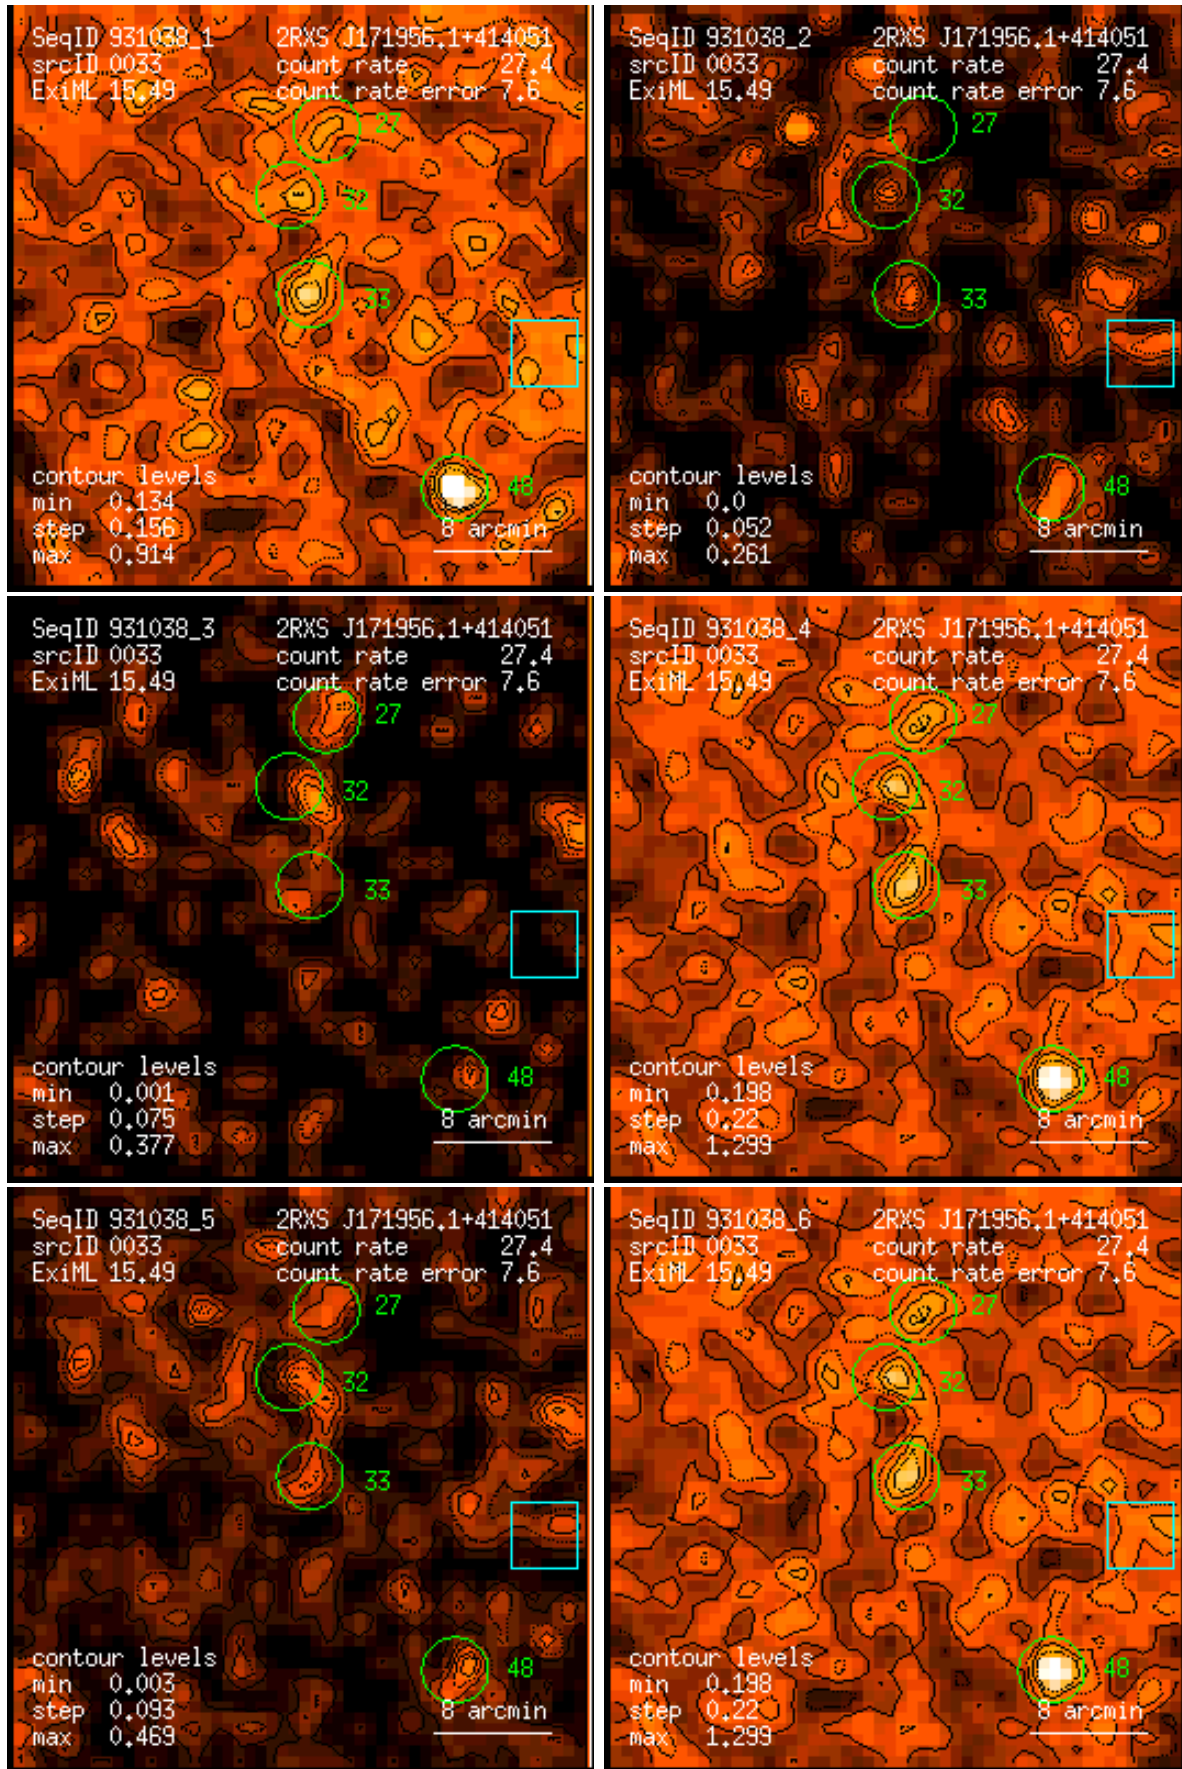 SeqID 931038_1 2RXS J171956.1+414051
srcID 0033 count rate 27.4
ExiML 15.49 count rate error 7.6
27
32
33
48
contour levels
min 0.134
step 0.156
max 0.914
8 arcmin
SeqID 931038_2 2RXS J171956.1+414051
srcID 0033 count rate 27.4
ExiML 15.49 count rate error 7.6
27
32
33
48
contour levels
min 0.0
step 0.052
max 0.261
8 arcmin
SeqID 931038_3 2RXS J171956.1+414051
srcID 0033 count rate 27.4
ExiML 15.49 count rate error 7.6
27
32
33
48
contour levels
min 0.001
step 0.075
max 0.377
8 arcmin
SeqID 931038_4 2RXS J171956.1+414051
srcID 0033 count rate 27.4
ExiML 15.49 count rate error 7.6
27
32
33
48
contour levels
min 0.198
step 0.22
max 1.299
8 arcmin
SeqID 931038_5 2RXS J171956.1+414051
srcID 0033 count rate 27.4
ExiML 15.49 count rate error 7.6
27
32
33
48
contour levels
min 0.003
step 0.093
max 0.469
8 arcmin
SeqID 931038_6 2RXS J171956.1+414051
srcID 0033 count rate 27.4
ExiML 15.49 count rate error 7.6
27
32
33
48
contour levels
min 0.198
step 0.22
max 1.299
8 arcmin